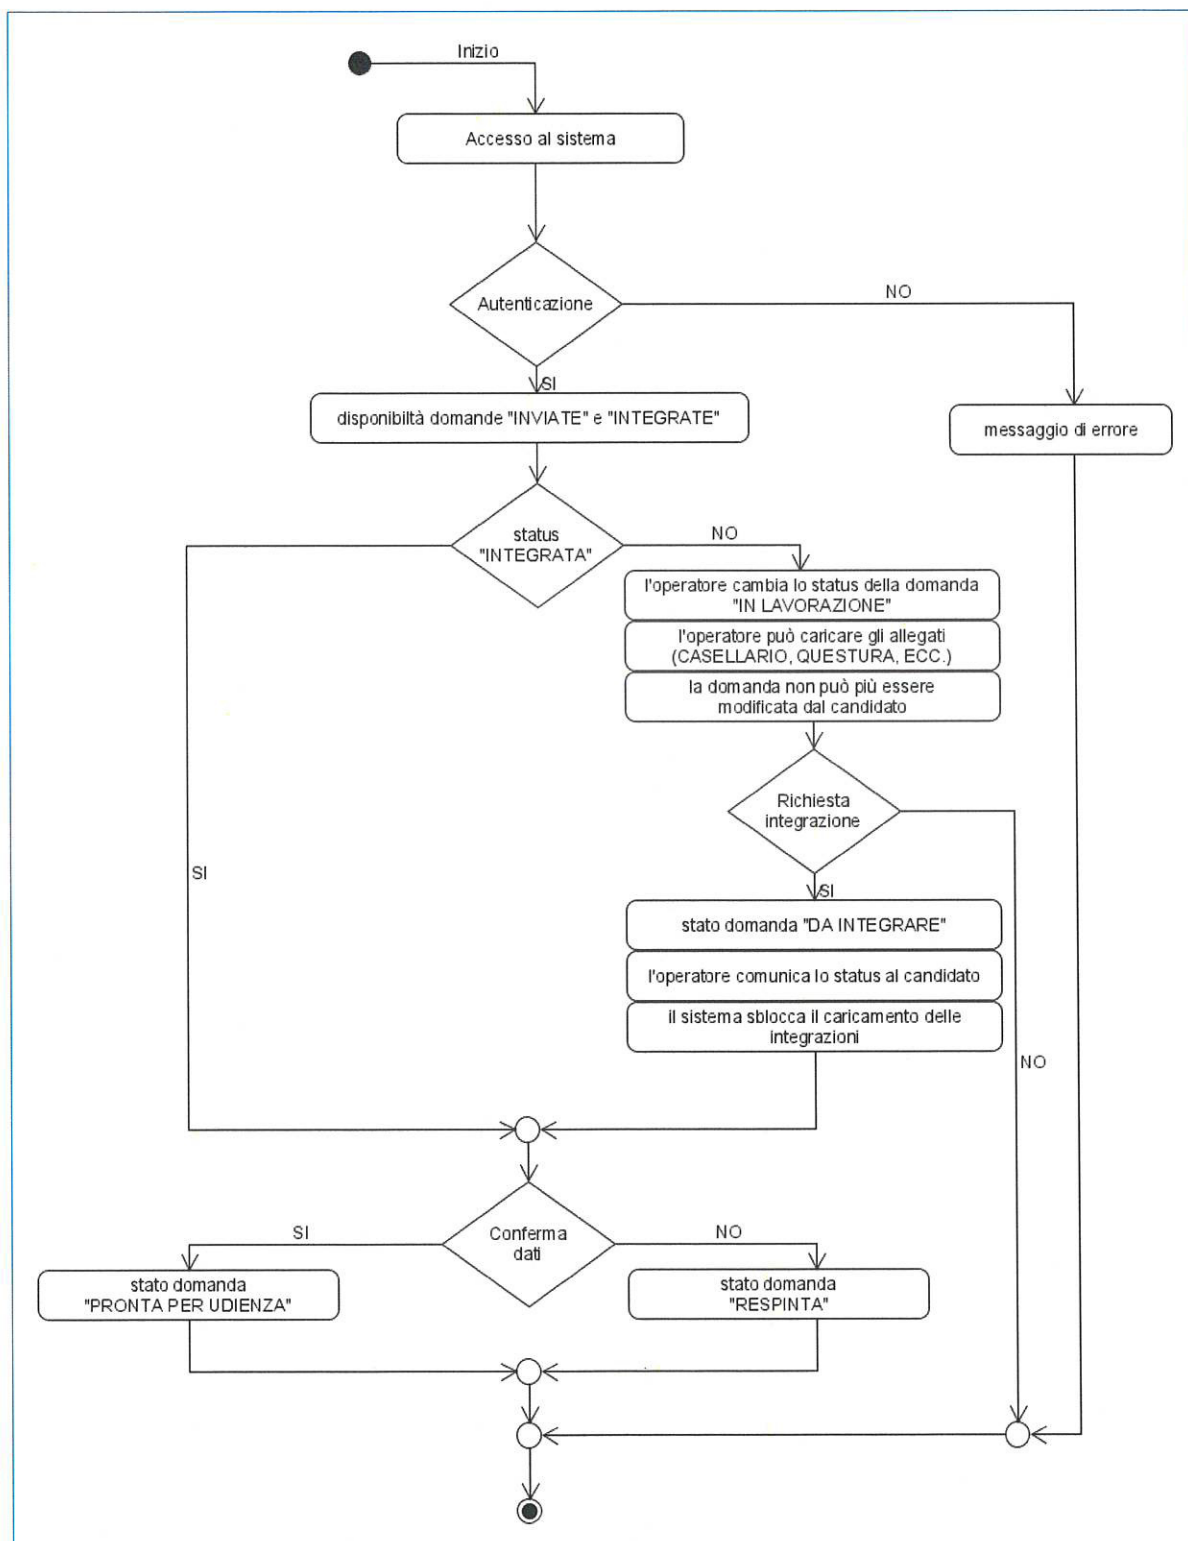 Inizio
Accesso al sistema
Autenticazione
NO
SI
disponibiltà domande "INVIATE" e "INTEGRATE"
messaggio di errore
status
"INTEGRATA"
NO
l'operatore cambia lo status della domanda
"IN LAVORAZIONE"
l'operatore può caricare gli allegati
(CASELLARIO, QUESTURA, ECC.)
la domanda non può più essere
modificata dal candidato
Richiesta
integrazione
SI
SI
stato domanda "DA INTEGRARE"
l'operatore comunica lo status al candidato
il sistema sblocca il caricamento delle
integrazioni
NO
Conferma
dati
SI
NO
stato domanda
"PRONTA PER UDIENZA"
stato domanda
"RESPINTA"